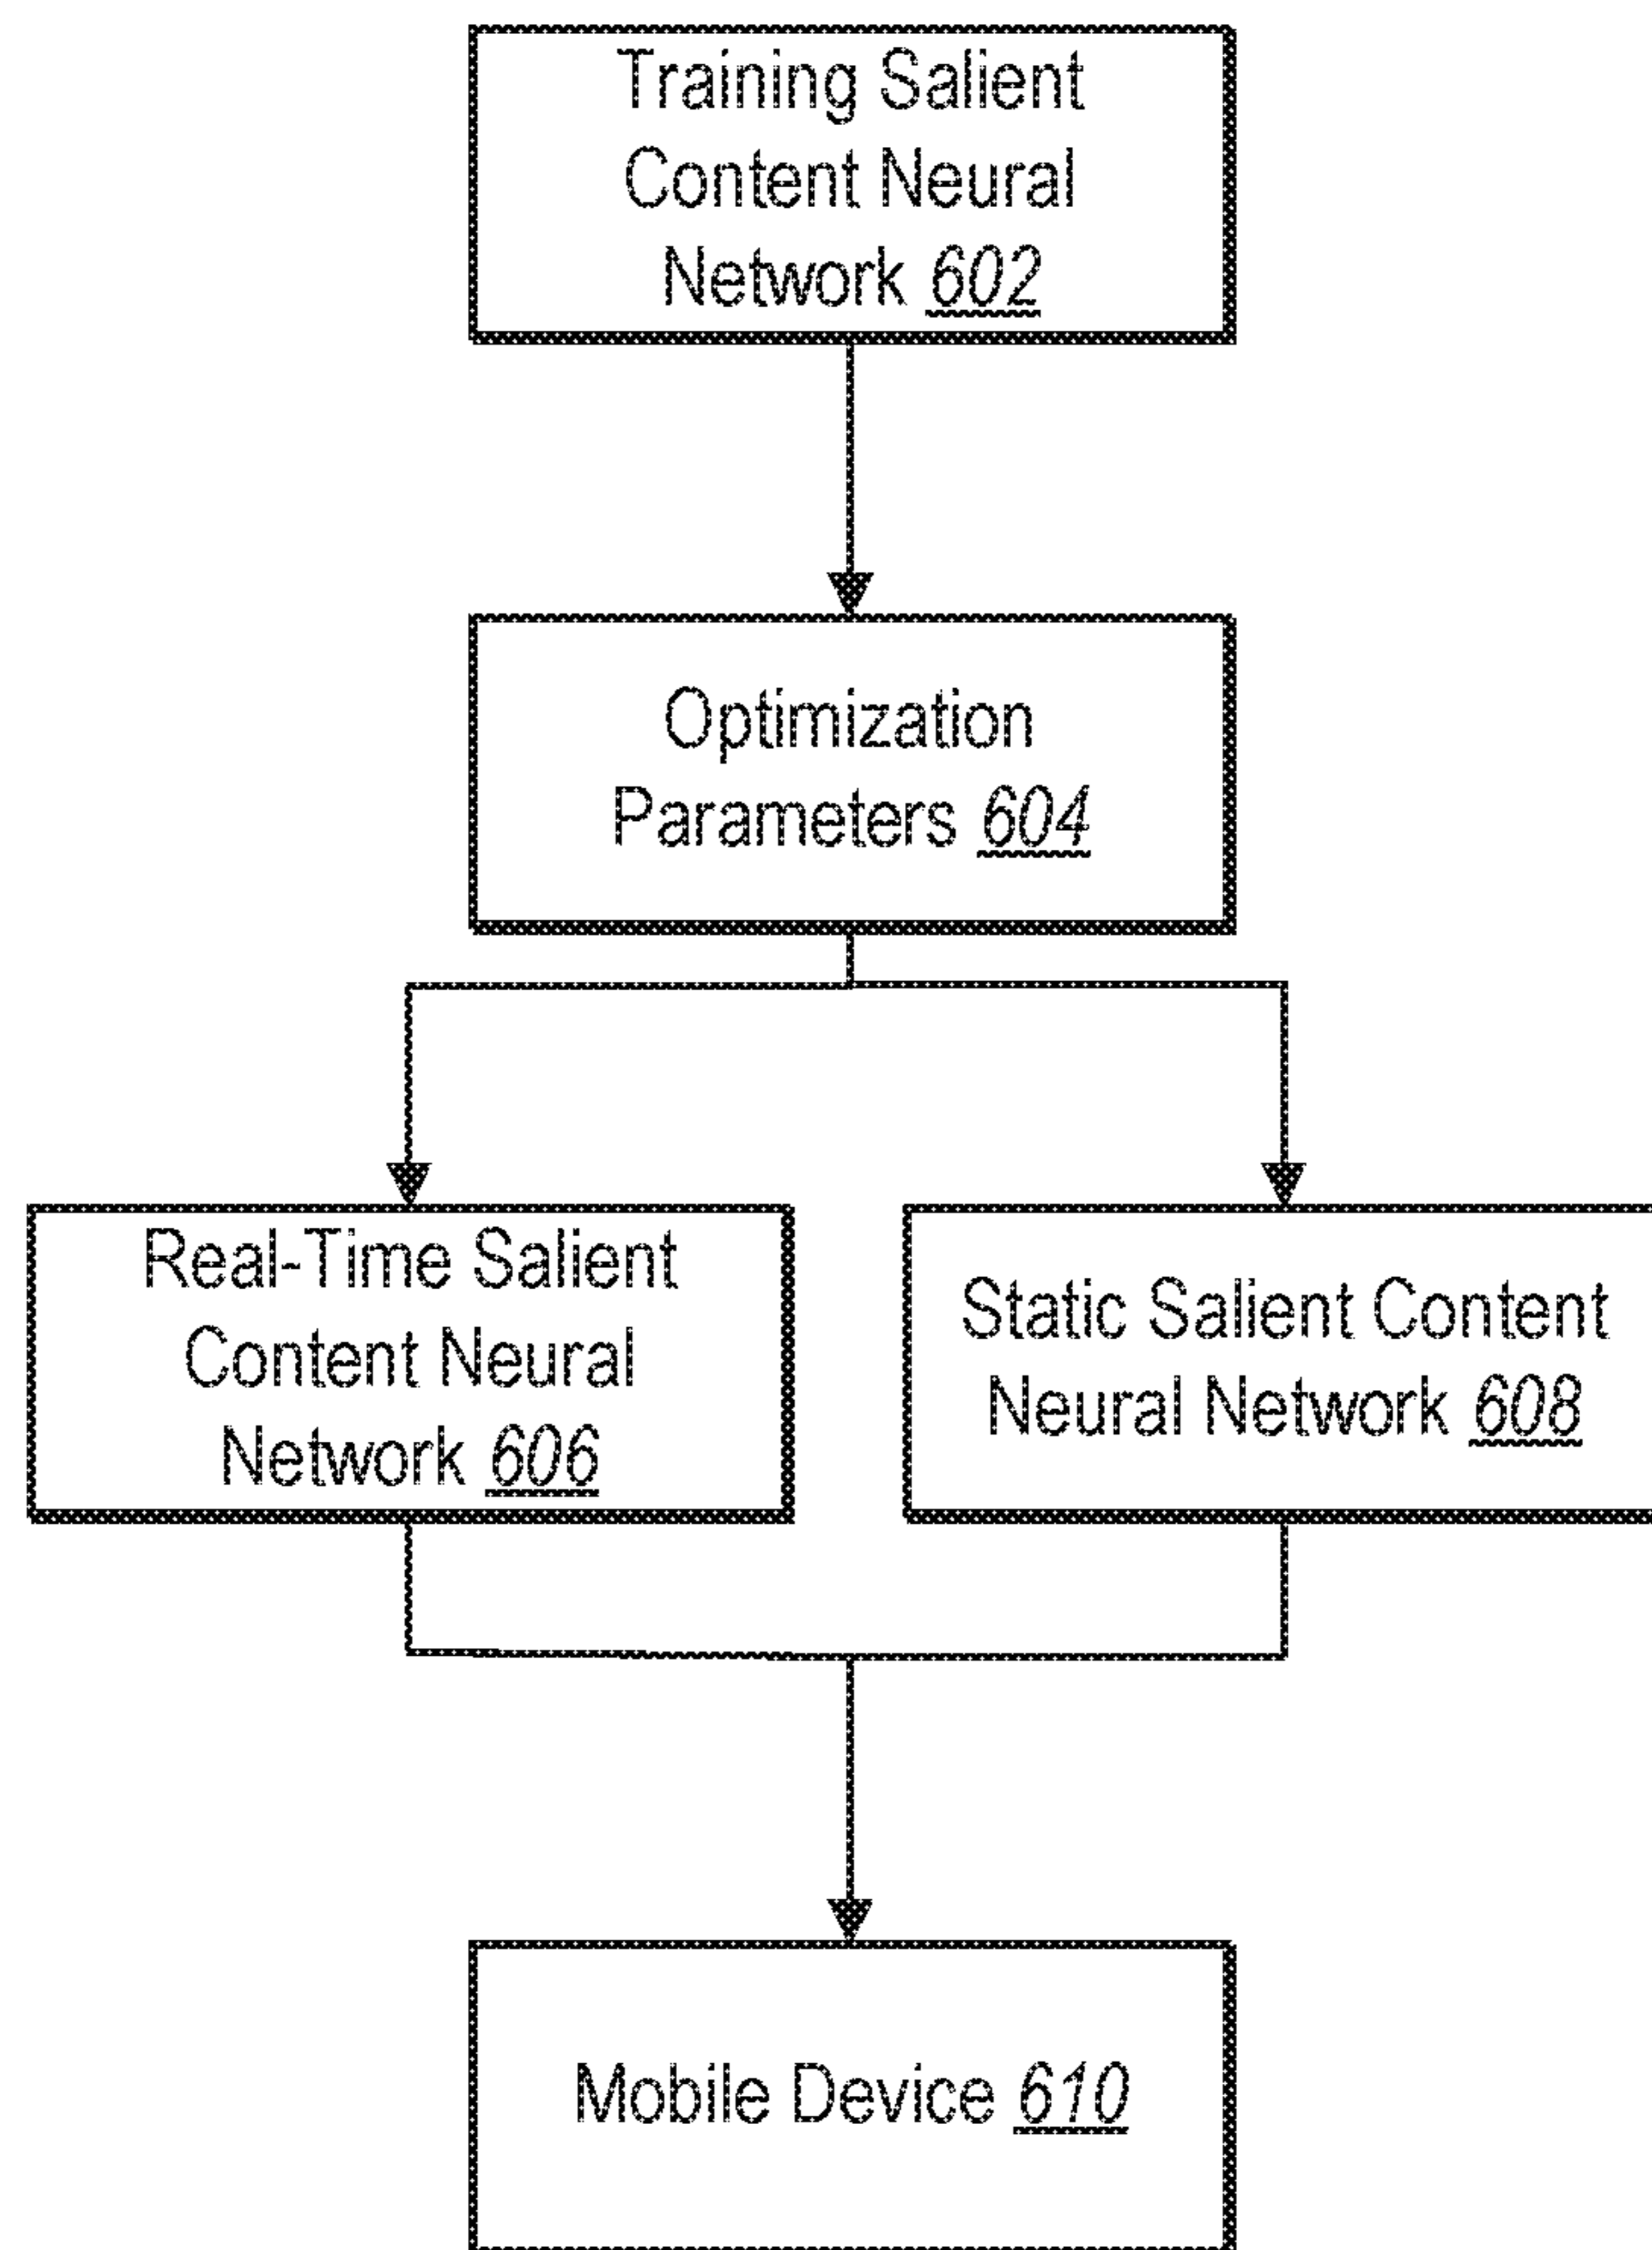 Training Salient
Content Neural
Network 602
Optimization
Parameters 604
Real-Time Salient
Content Neural
Network 606
Static Salient Content
Neural Network 608
Mobile Device 610